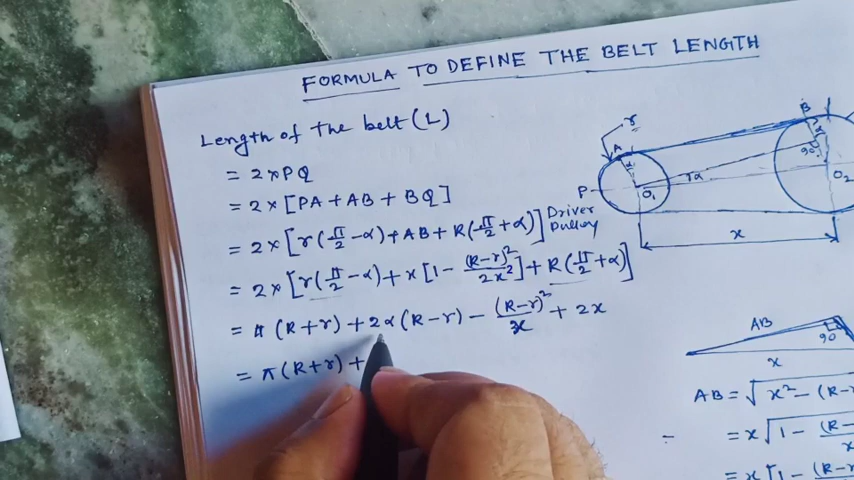 FORMULA TO DEFINE THE BELT LENGTH
Length of the belt (L)
= 2×PQ
= 2×[PA+AB+BQ]
= 2×[r(π/2-α)+AB+R(π/2+α)]
Driver
Pulley
= 2×[r(π/2-α)+x[1-(R-r)²/2x²]+R(π/2+α)]
= π(R+r)+2α(R-r)-(R-r)²/x+2x
= π(R+r)+
r
A
B
α
α
P
O₁
α
90
O₂
x
AB
90
x
AB=√x²-(R-
=x√1-(R-
x
=x[1-(R-r